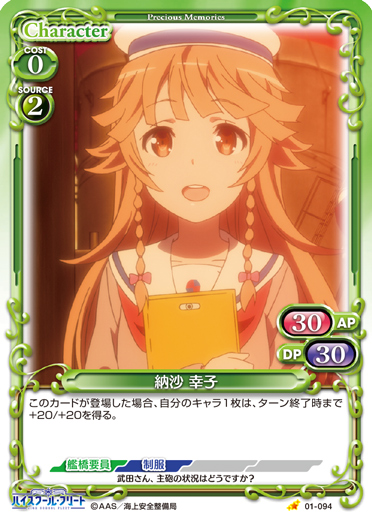 Precious Memories
Character
COST
0
SOURCE
2
30 AP
DP 30
納沙 幸子
このカードが登場した場合、自分のキャラ1枚は、ターン終了時まで
+20/+20を得る。
艦橋要員 制服
武田さん、主砲の状況はどうですか?
ハイスクール・フリート
©AAS/海上安全整備局
01-094